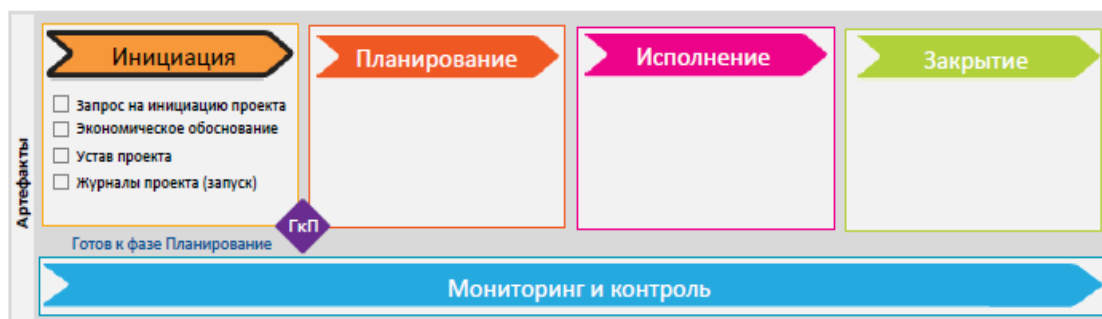 Артефакты
Инициация
Запрос на инициацию проекта
Экономическое обоснование
Устав проекта
Журналы проекта (запуск)
ГкП
Готов к фазе Планирование
Планирование
Исполнение
Закрытие
Мониторинг и контроль